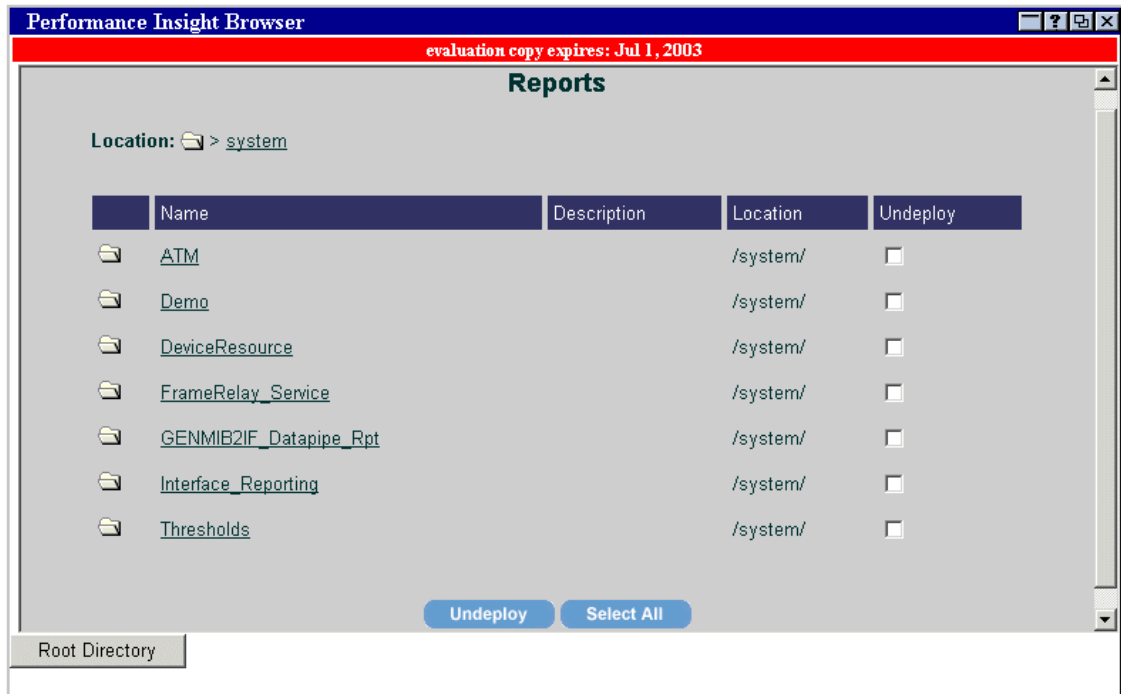 Performance Insight Browser
evaluation copy expires: Jul 1, 2003
Reports
Location: > system
Name Description Location Undeploy
ATM /system/
Demo /system/
DeviceResource /system/
FrameRelay_Service /system/
GENMIB2IF_Datapipe_Rpt /system/
Interface_Reporting /system/
Thresholds /system/
Undeploy Select All
Root Directory